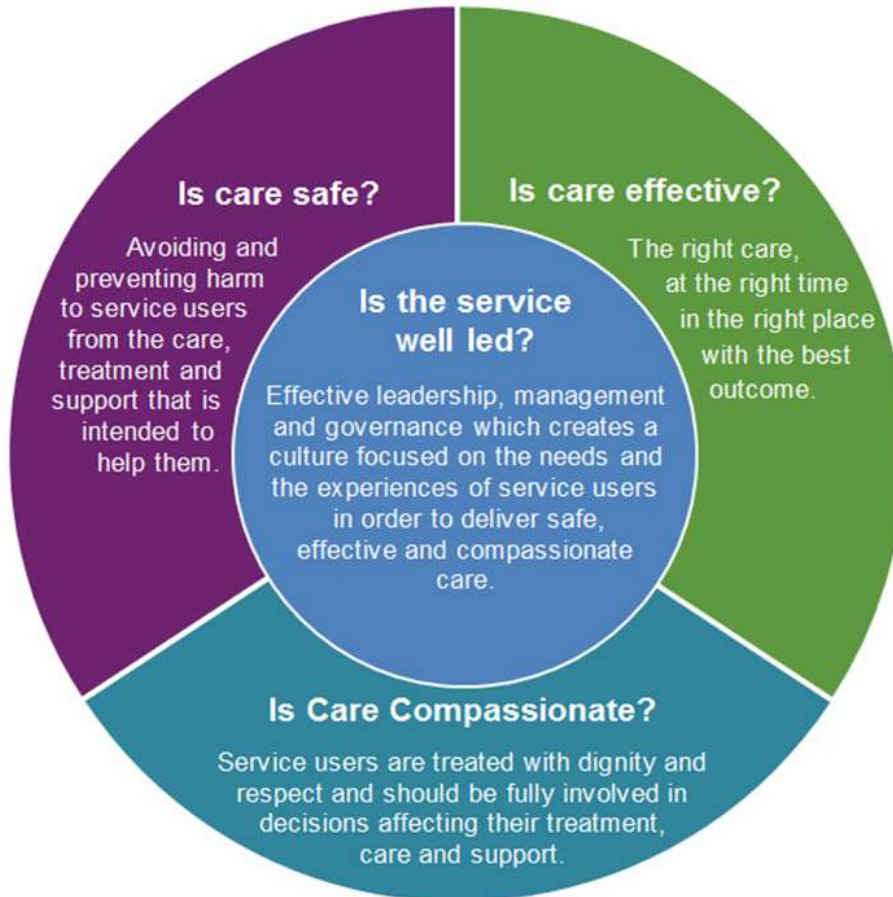 Is care safe?
Avoiding and
preventing harm
to service users
from the care,
treatment and
support that is
intended to
help them.
Is care effective?
The right care,
at the right time
in the right place
with the best
outcome.
Is the service
well led?
Effective leadership, management
and governance which creates a
culture focused on the needs and
the experiences of service users
in order to deliver safe,
effective and compassionate
care.
Is Care Compassionate?
Service users are treated with dignity and
respect and should be fully involved in
decisions affecting their treatment,
care and support.